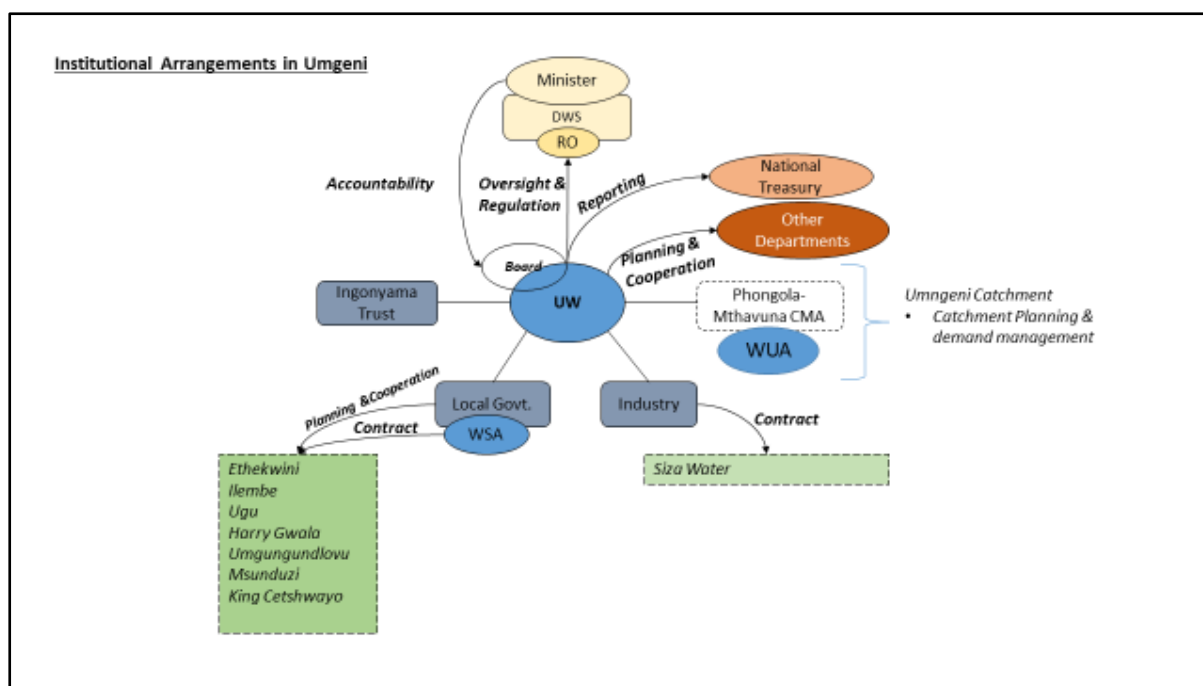 Institutional Arrangements in Umgeni
Minister
DWS
RO
Accountability
Oversight &
Regulation
Reporting
National
Treasury
Other
Departments
Planning &
Cooperation
Board
UW
Ingonyama
Trust
Phongola-
Mthavuna CMA
WUA
Umngeni Catchment
• Catchment Planning &
demand management
Planning &Cooperation
Local Govt.
WSA
Contract
Industry
Contract
Ethekwini
Ilembe
Ugu
Harry Gwala
Umgungundlovu
Msunduzi
King Cetshwayo
Siza Water